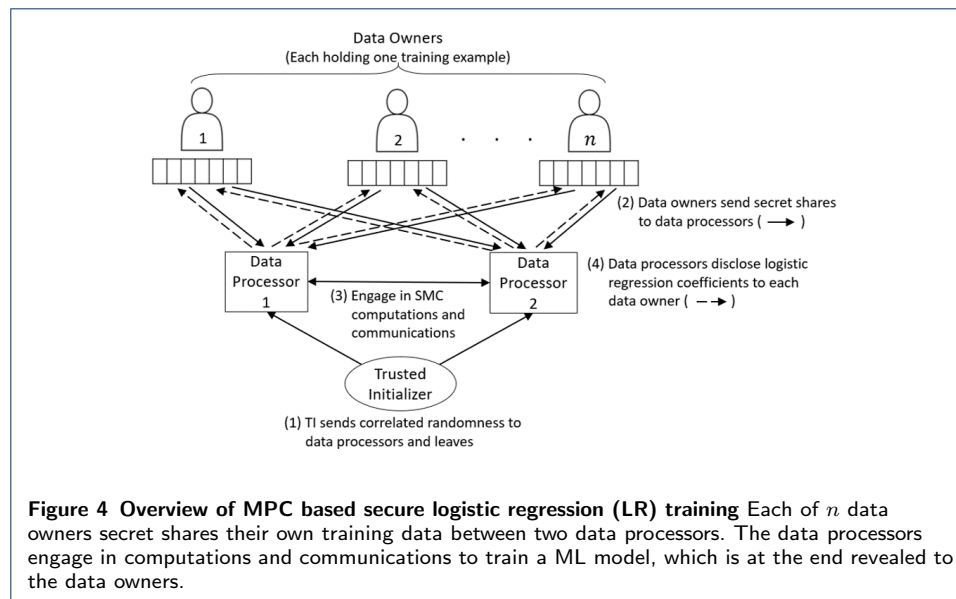 Data Owners
(Each holding one training example)
1
2
. . .
n
(2) Data owners send secret shares
to data processors ( → )
Data
Processor
1
Data
Processor
2
(4) Data processors disclose logistic
regression coefficients to each
data owner ( --→ )
(3) Engage in SMC
computations and
communications
Trusted
Initializer
(1) TI sends correlated randomness to
data processors and leaves
Figure 4 Overview of MPC based secure logistic regression (LR) training Each of n data
owners secret shares their own training data between two data processors. The data processors
engage in computations and communications to train a ML model, which is at the end revealed to
the data owners.